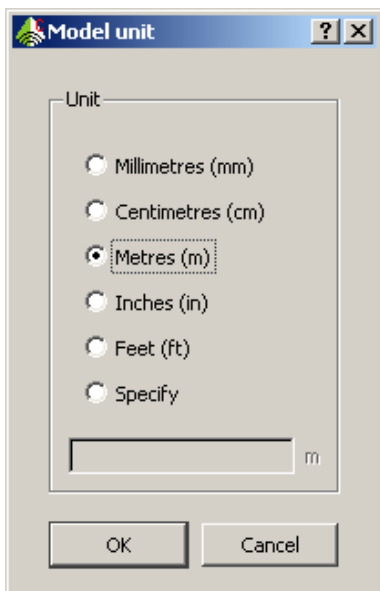 Model unit
Unit
Millimetres (mm)
Centimetres (cm)
Metres (m)
Inches (in)
Feet (ft)
Specify
m
OK Cancel